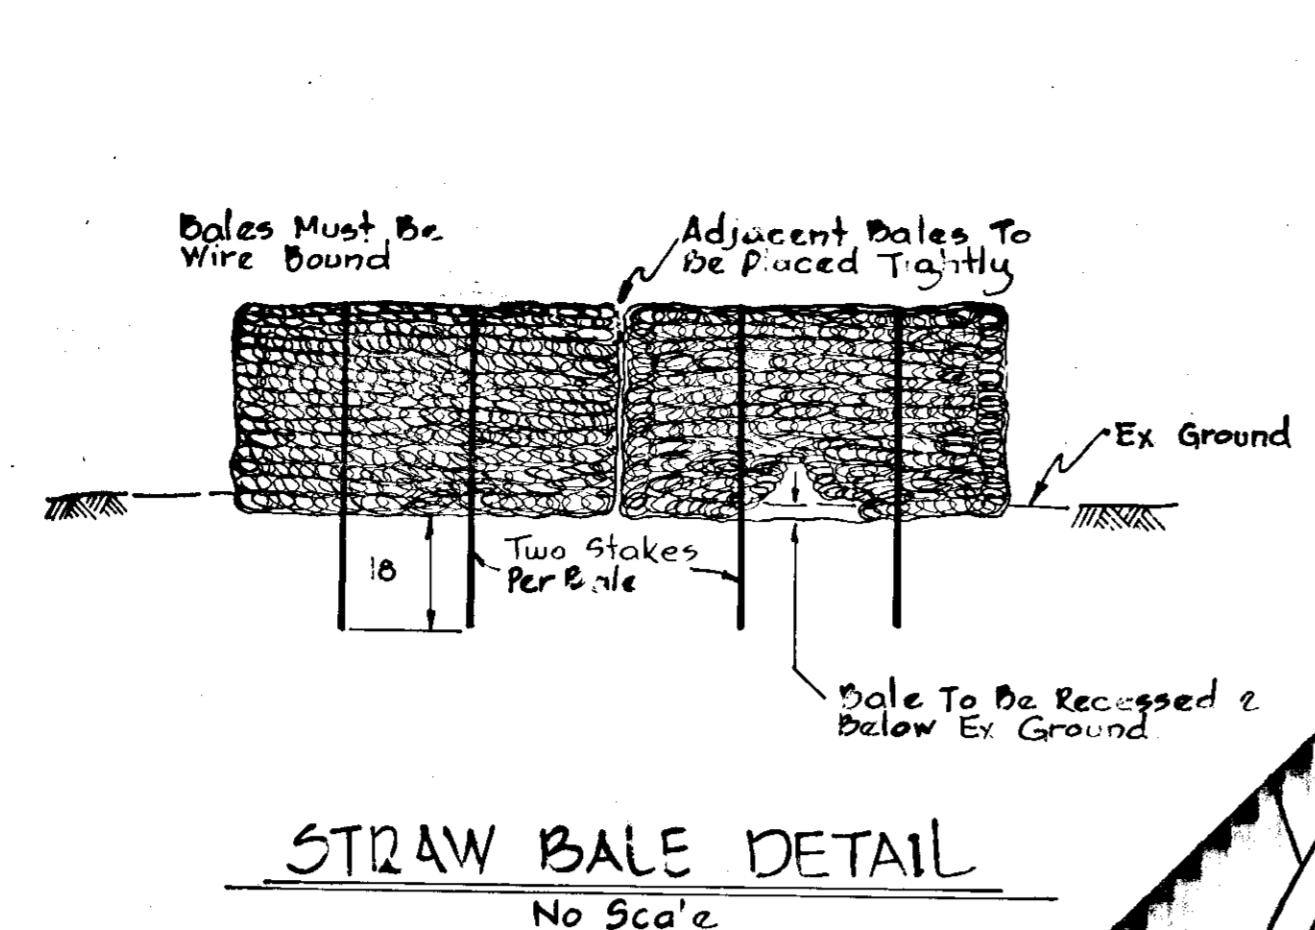 Bales Must Be
Wire Bound
Adjacent Bales To
Be Placed Tightly
Ex Ground
18
Two Stakes
Per Bale
Bale To Be Recessed 2
Below Ex Ground
STRAW BALE DETAIL
No Scale